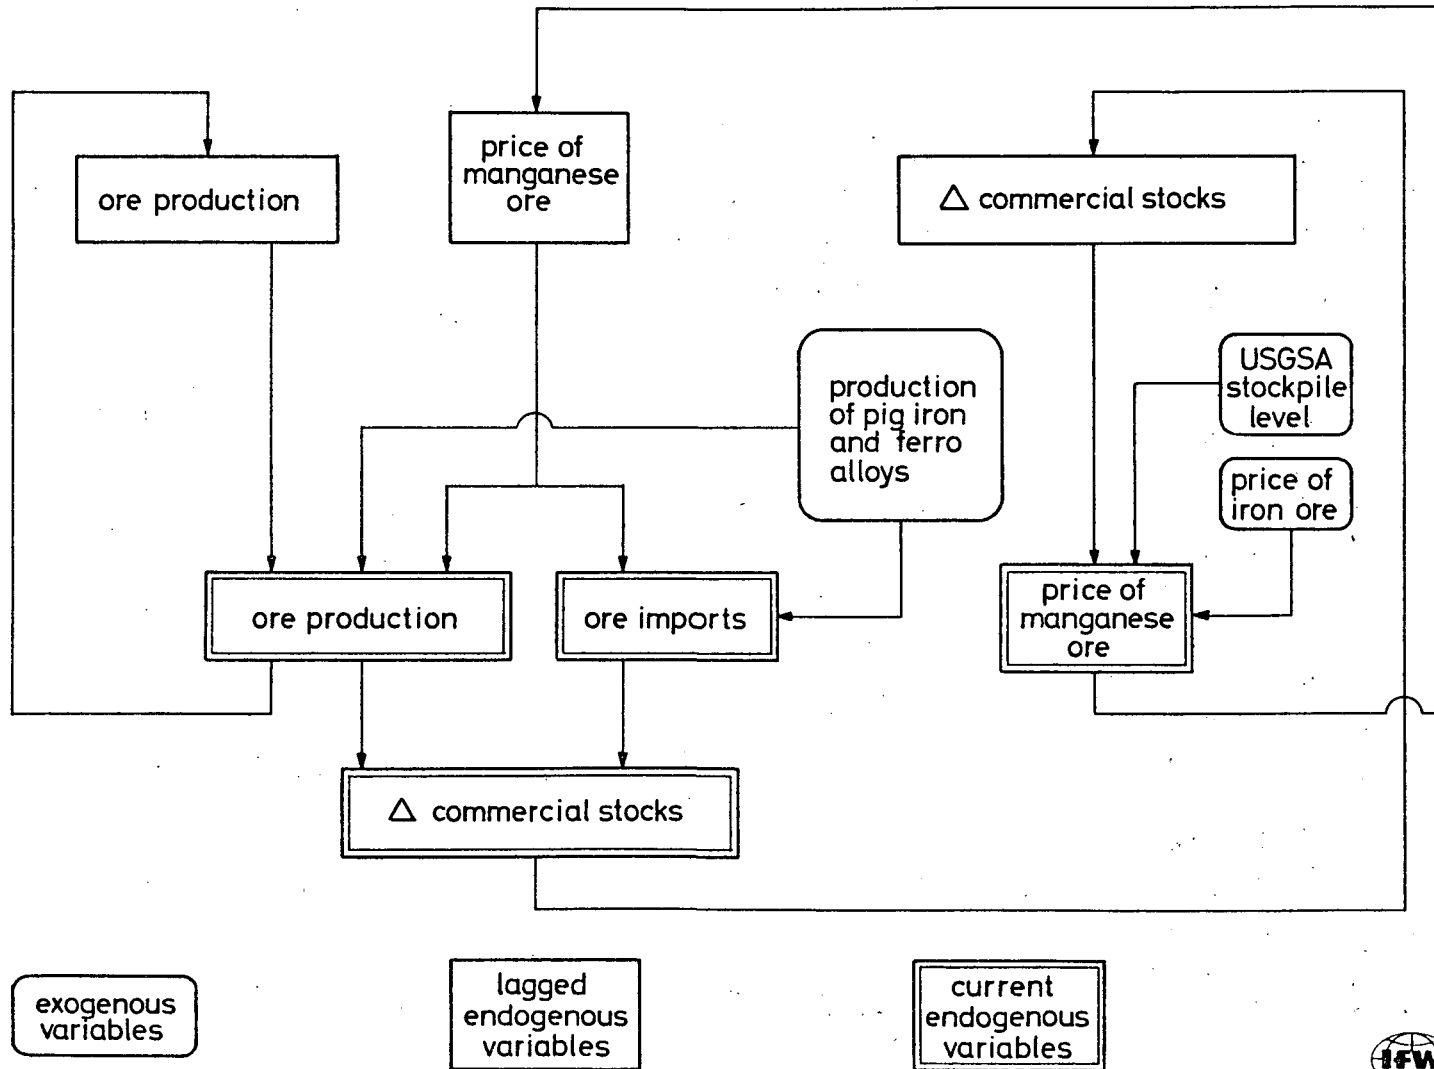 ore production
price of
manganese
ore
△ commercial stocks
production
of pig iron
and ferro
alloys
USGSA
stockpile
level
price of
iron ore
ore production
ore imports
price of
manganese
ore
△ commercial stocks
exogenous
variables
lagged
endogenous
variables
current
endogenous
variables
IFW